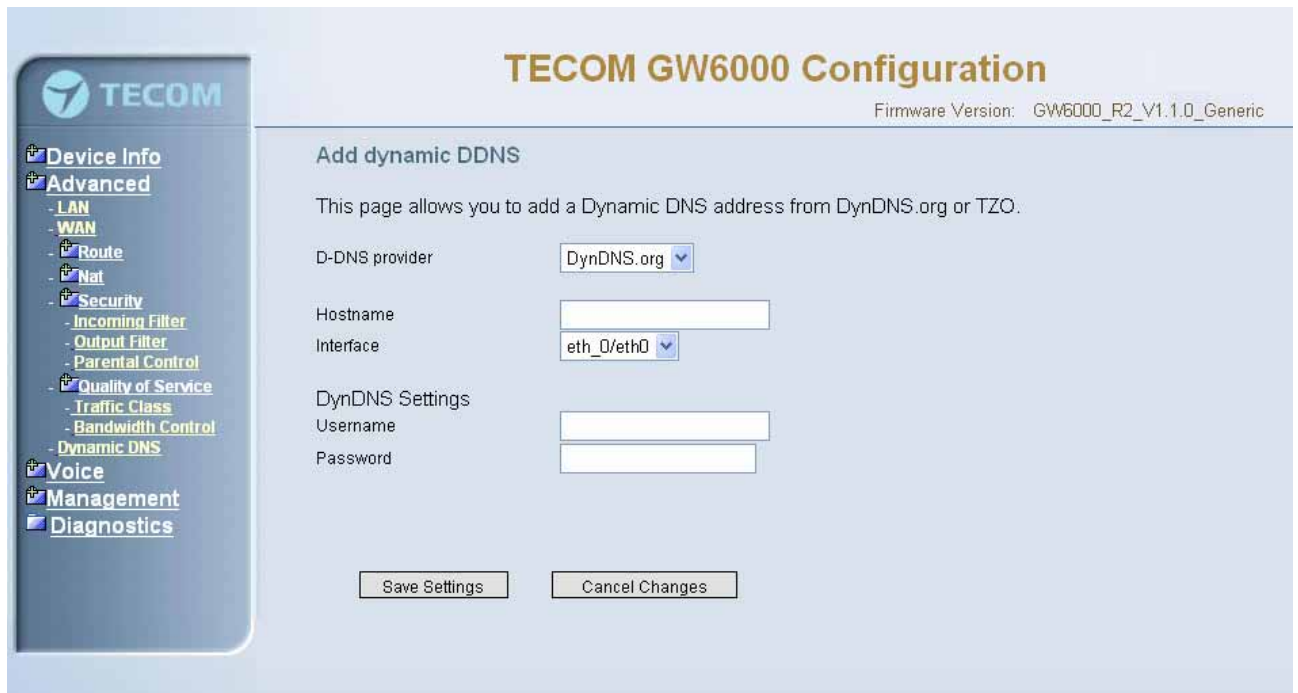 TECOM
TECOM GW6000 Configuration
Firmware Version: GW6000_R2_V1.1.0_Generic
Device Info
Advanced
- LAN
- WAN
- Route
- Nat
- Security
- Incoming Filter
- Output Filter
- Parental Control
- Quality of Service
- Traffic Class
- Bandwidth Control
- Dynamic DNS
Voice
Management
Diagnostics
Add dynamic DDNS
This page allows you to add a Dynamic DNS address from DynDNS.org or TZO.
D-DNS provider DynDNS.org
Hostname
Interface eth_0/eth0
DynDNS Settings
Username
Password
Save Settings Cancel Changes